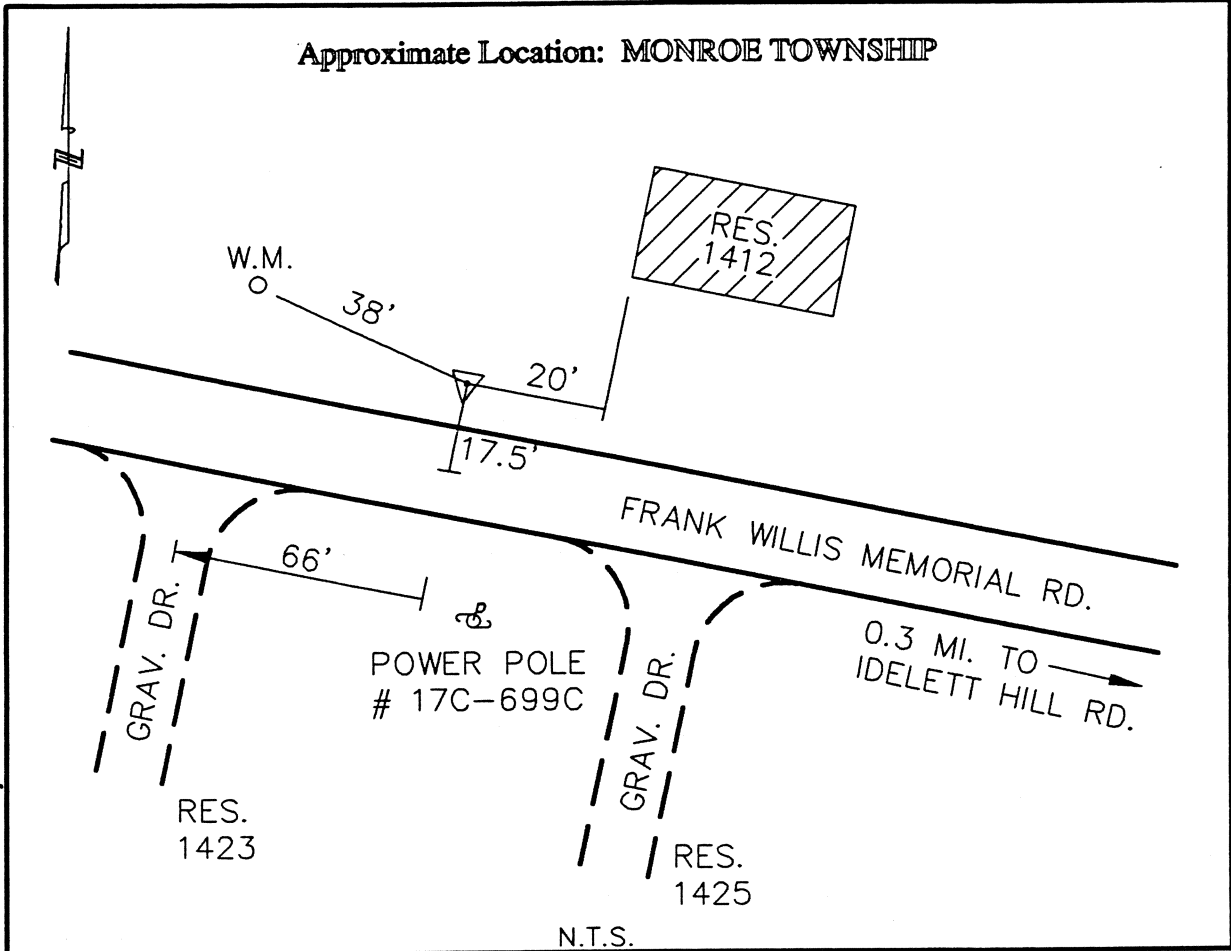 Approximate Location: MONROE TOWNSHIP
N
RES.
1412
W.M.
38'
20'
17.5'
FRANK WILLIS MEMORIAL RD.
66'
GRAV. DR.
POWER POLE
# 17C-699C
GRAV. DR.
0.3 MI. TO
IDELETT HILL RD.
RES.
1423
RES.
1425
N.T.S.